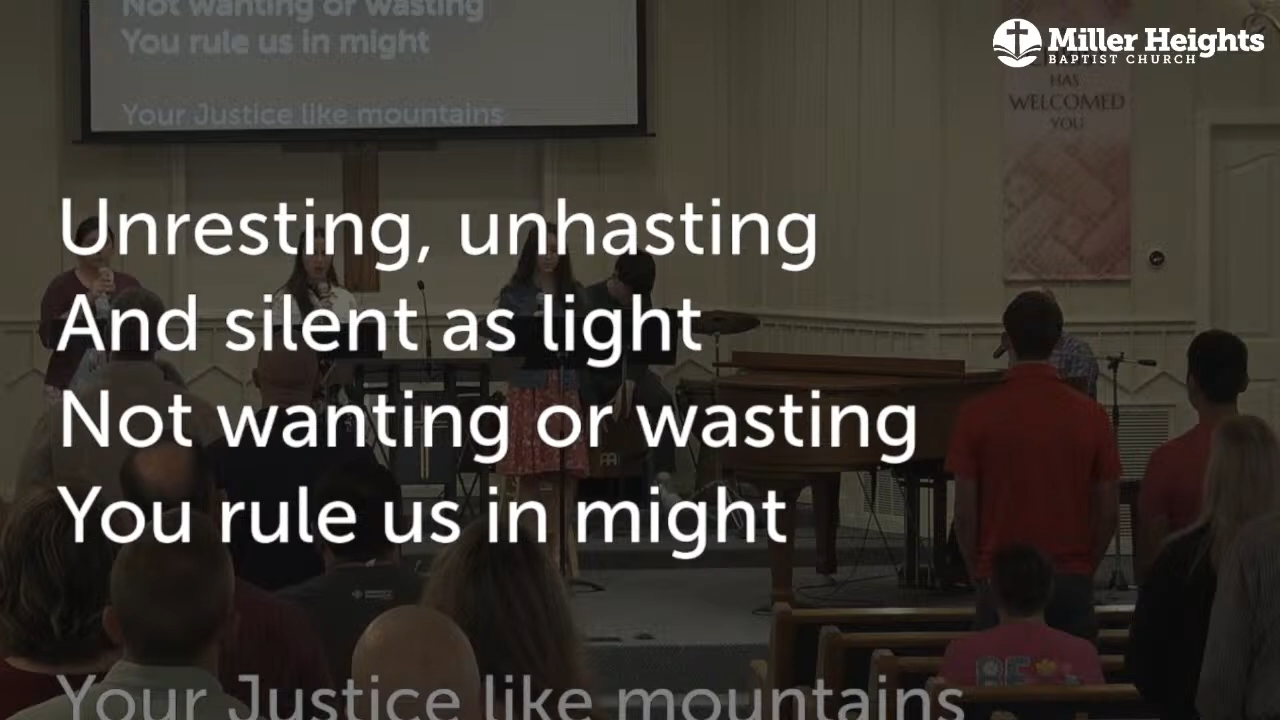 Not wanting or wasting
You rule us in might
Your Justice like mountains
Miller Heights
BAPTIST CHURCH
HAS
WELCOMED
YOU
Unresting, unhasting
And silent as light
Not wanting or wasting
You rule us in might
Your Justice like mountains